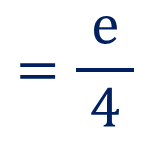 = e/4